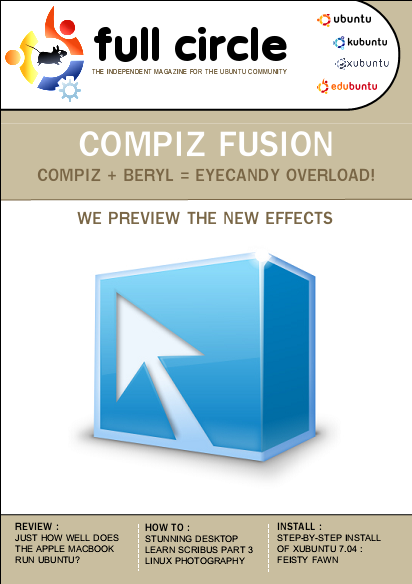 full circle
THE INDEPENDENT MAGAZINE FOR THE UBUNTU COMMUNITY
ubuntu
kubuntu
xubuntu
edubuntu
COMPIZ FUSION
COMPIZ + BERYL = EYECANDY OVERLOAD!
WE PREVIEW THE NEW EFFECTS
REVIEW :
JUST HOW WELL DOES
THE APPLE MACBOOK
RUN UBUNTU?
HOW TO :
STUNNING DESKTOP
LEARN SCRIBUS PART 3
LINUX PHOTOGRAPHY
INSTALL :
STEP-BY-STEP INSTALL
OF XUBUNTU 7.04 :
FEISTY FAWN